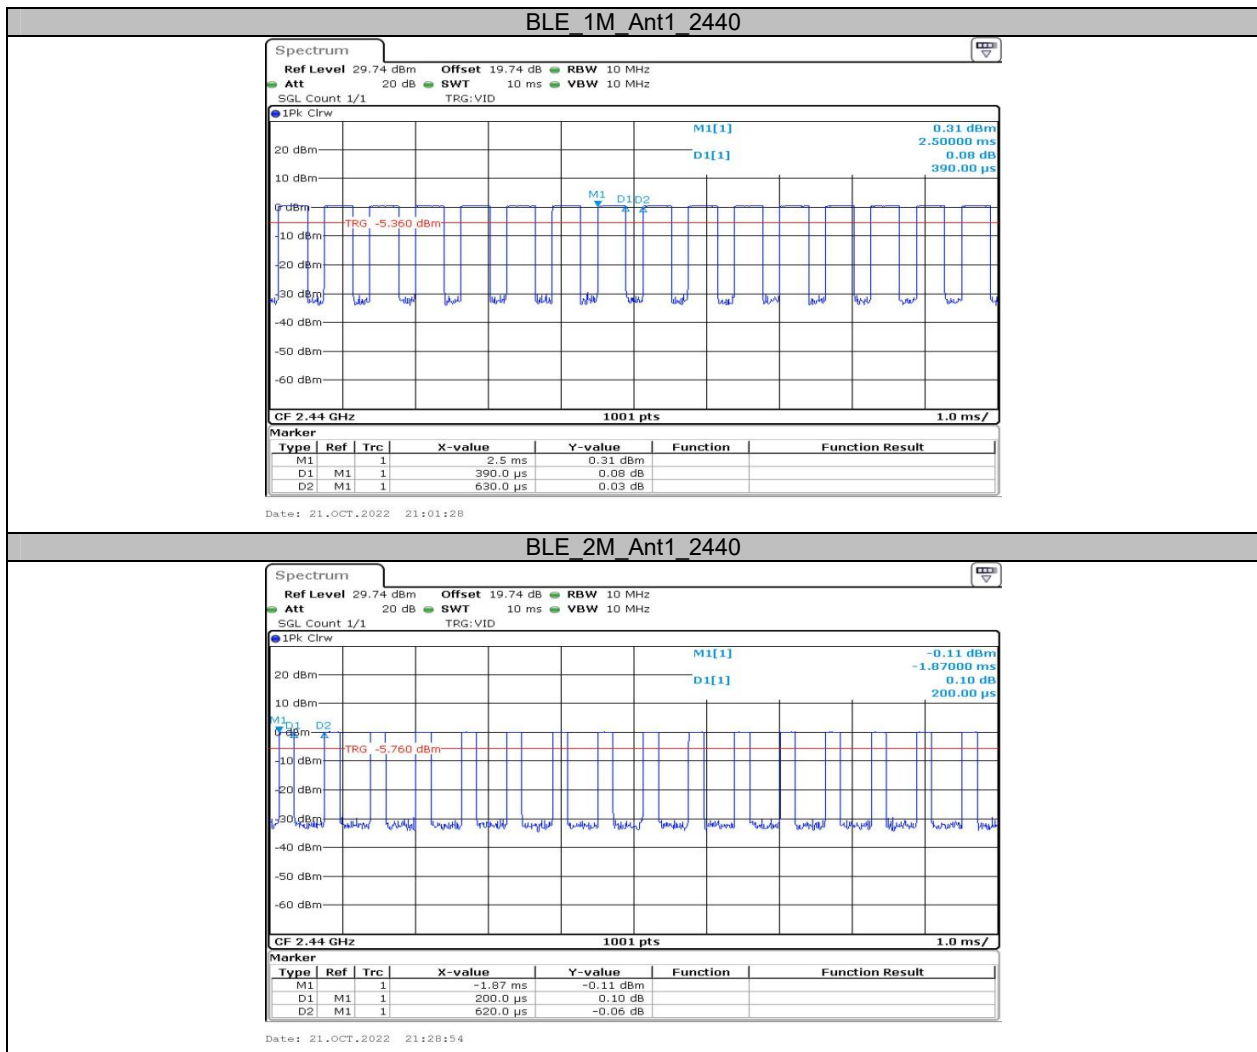 BLE_1M_Ant1_2440
Spectrum
Ref Level 29.74 dBm Offset 19.74 dB RBW 10 MHz
Att 20 dB SWT 10 ms VBW 10 MHz
SGL Count 1/1 TRG:VID
1Pk Clrw
M1[1] 0.31 dBm
2.50000 ms
20 dBm
D1[1] 0.08 dB
390.00 µs
10 dBm
M1 D1 D2
0 dBm
TRG -5.360 dBm
-10 dBm
-20 dBm
-30 dBm
-40 dBm
-50 dBm
-60 dBm
CF 2.44 GHz 1001 pts 1.0 ms/
Marker
Type Ref Trc X-value Y-value Function Function Result
M1 1 2.5 ms 0.31 dBm
D1 M1 1 390.0 µs 0.08 dB
D2 M1 1 630.0 µs 0.03 dB
Date: 21.OCT.2022 21:01:28
BLE_2M_Ant1_2440
Spectrum
Ref Level 29.74 dBm Offset 19.74 dB RBW 10 MHz
Att 20 dB SWT 10 ms VBW 10 MHz
SGL Count 1/1 TRG:VID
1Pk Clrw
M1[1] -0.11 dBm
-1.87000 ms
20 dBm
D1[1] 0.10 dB
200.00 µs
10 dBm
M1 D1 D2
0 dBm
TRG -5.760 dBm
-10 dBm
-20 dBm
-30 dBm
-40 dBm
-50 dBm
-60 dBm
CF 2.44 GHz 1001 pts 1.0 ms/
Marker
Type Ref Trc X-value Y-value Function Function Result
M1 1 -1.87 ms -0.11 dBm
D1 M1 1 200.0 µs 0.10 dB
D2 M1 1 620.0 µs -0.06 dB
Date: 21.OCT.2022 21:28:54